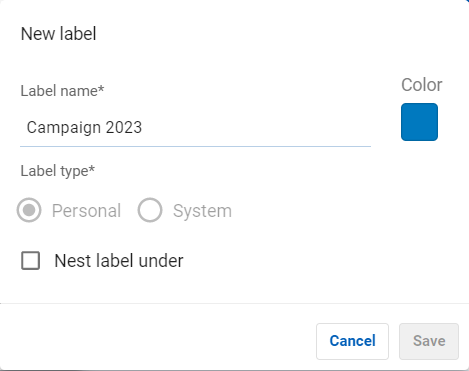 New label
Color
Label name*
Campaign 2023
Label type*
Personal System
Nest label under
Cancel Save